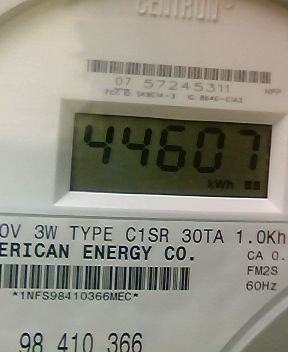 CENTRON
07 57245311
44607
kWh
0V 3W TYPE C1SR 30TA 1.0Kh
ERICAN ENERGY CO.
CA 0.
FM2S
*1NFS98410366MEC*
60Hz
98 410 366